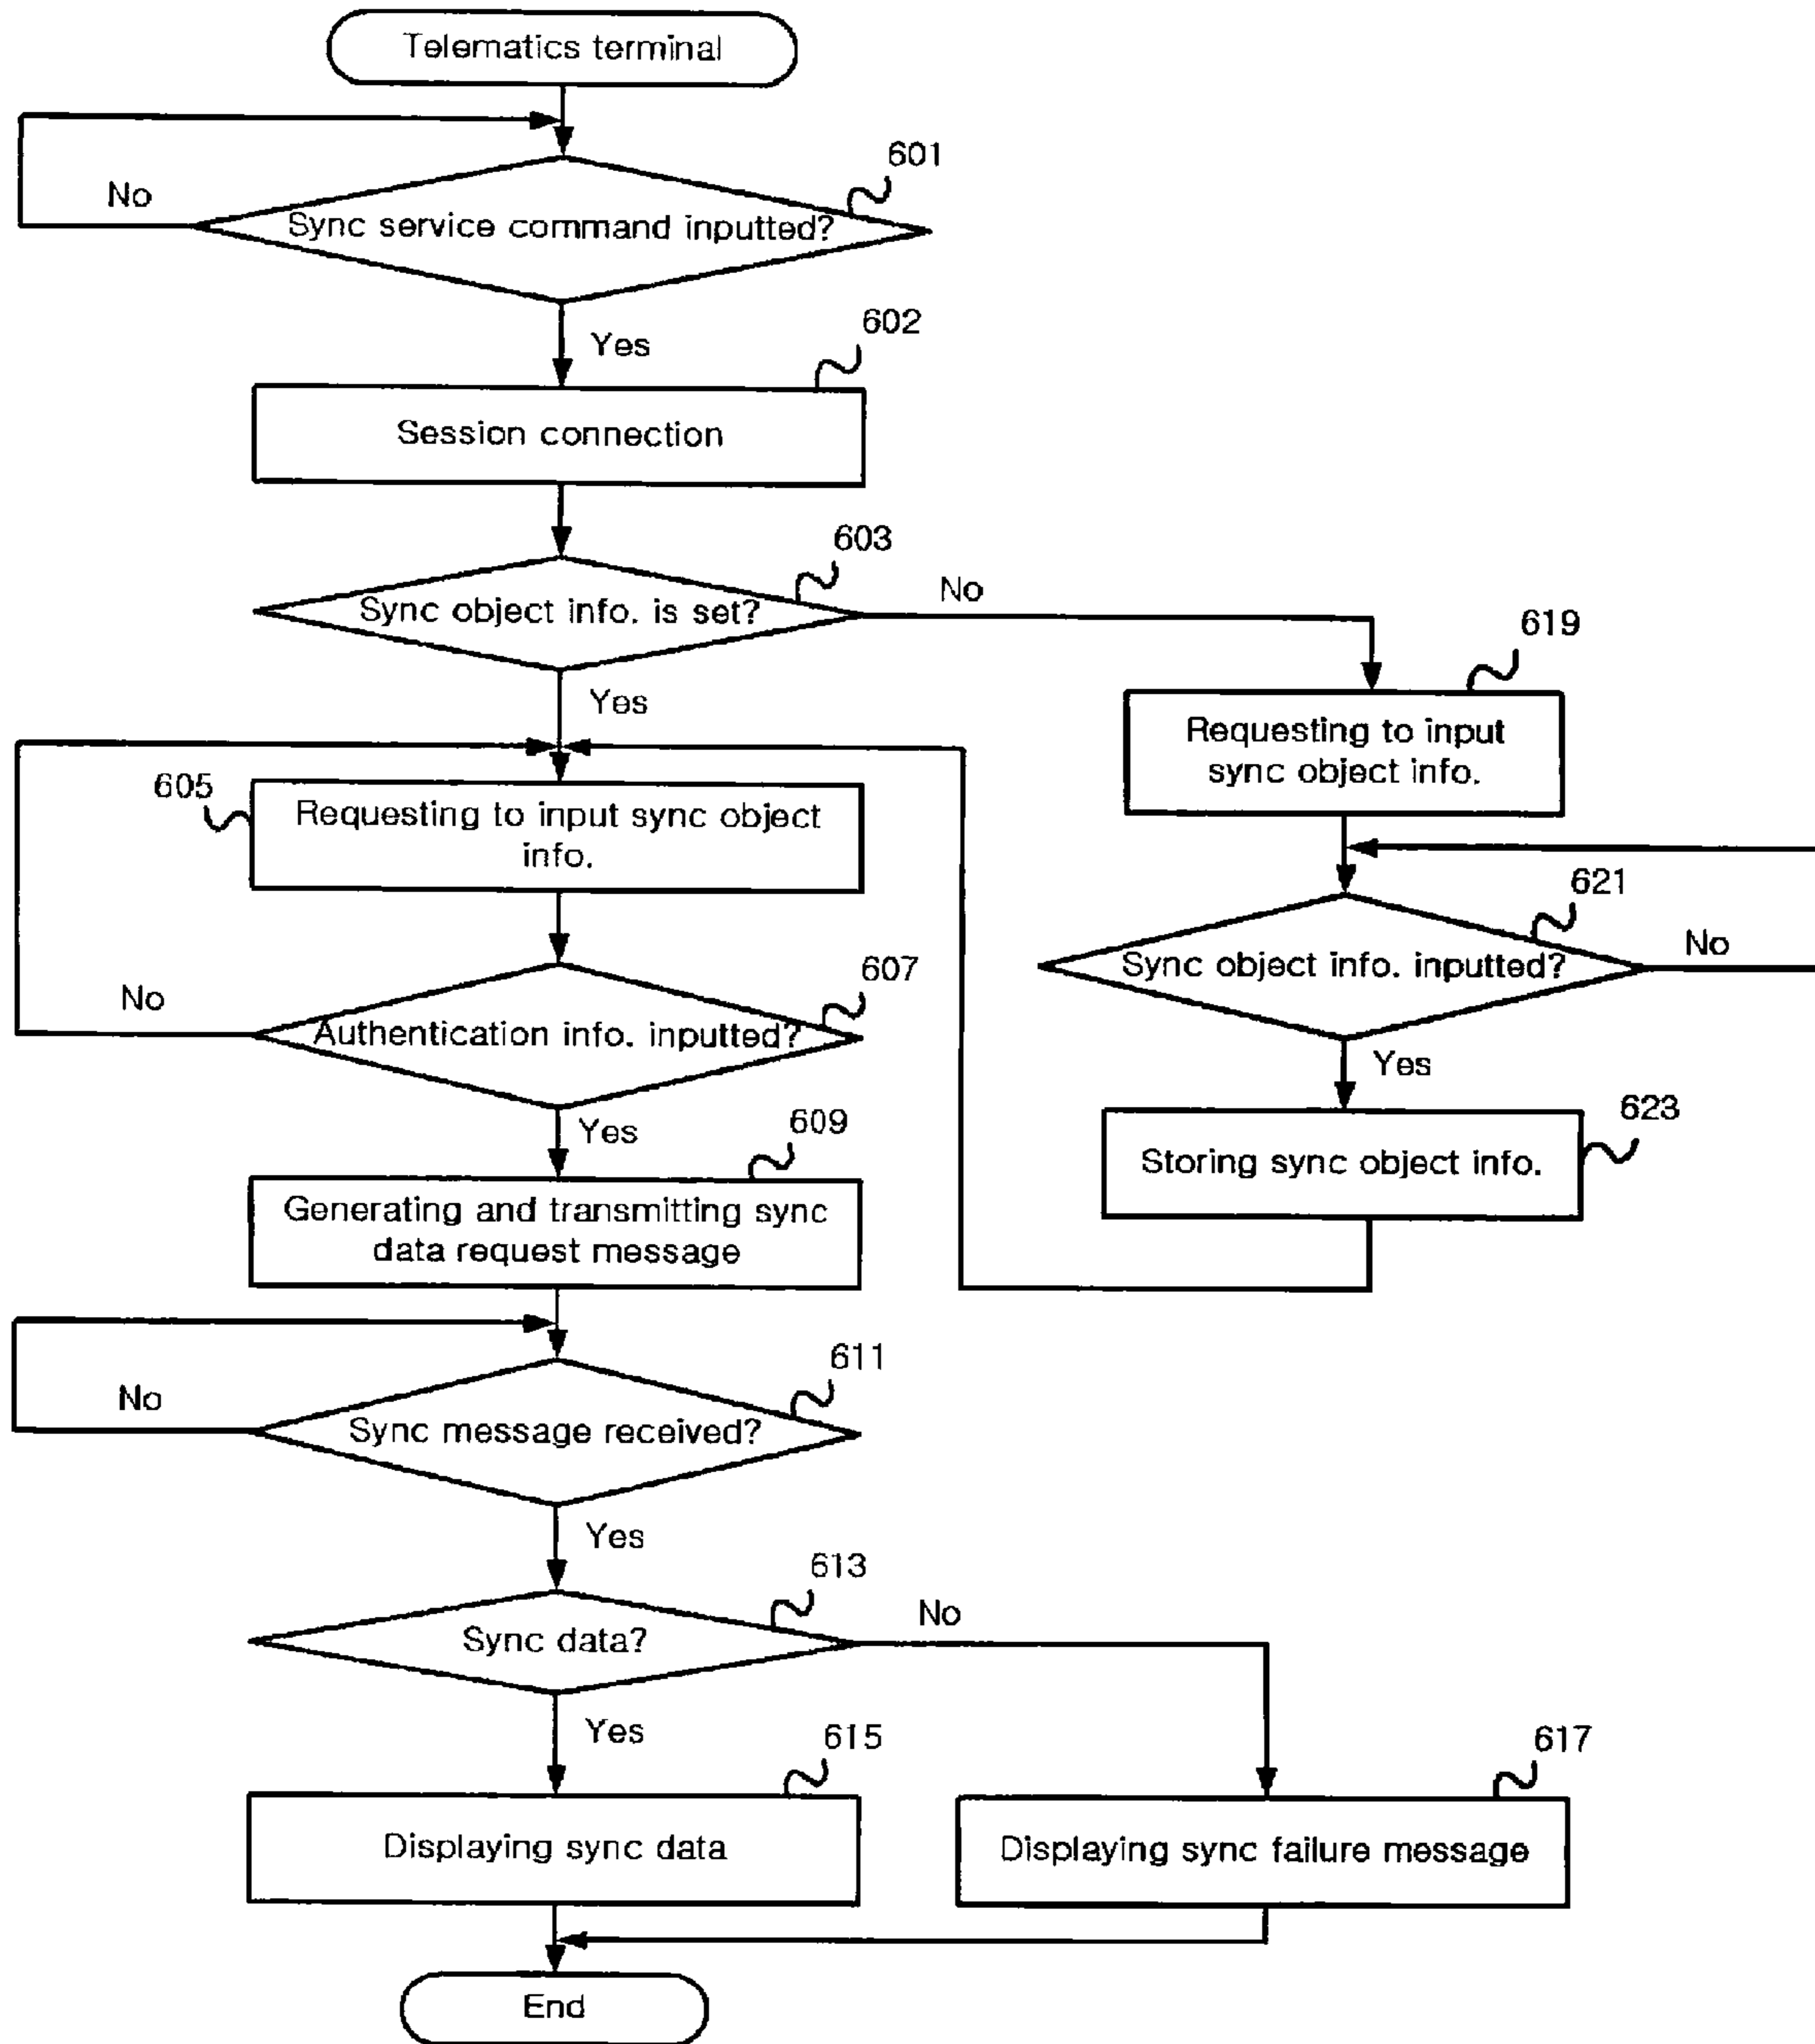 Telematics terminal
601
No
Sync service command inputted?
602
Yes
Session connection
603
No
Sync object info. is set?
619
Yes
Requesting to input
sync object info.
605
Requesting to input sync object
info.
621
No
Sync object info. inputted?
607
No
Authentication info. inputted?
Yes
623
609
Yes
Storing sync object info.
Generating and transmitting sync
data request message
611
No
Sync message received?
Yes
613
No
Sync data?
Yes
615
617
Displaying sync data
Displaying sync failure message
End